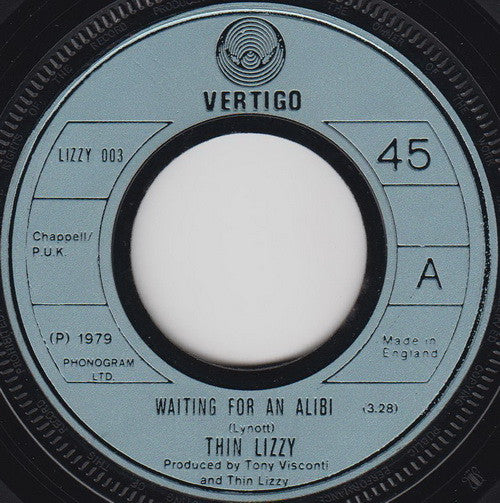 VERTIGO
LIZZY 003
45
Chappell/
P.U.K.
A
(P) 1979
PHONOGRAM
LTD.
Made in
England
WAITING FOR AN ALIBI (3.28)
(Lynott)
THIN LIZZY
Produced by Tony Visconti
and Thin Lizzy